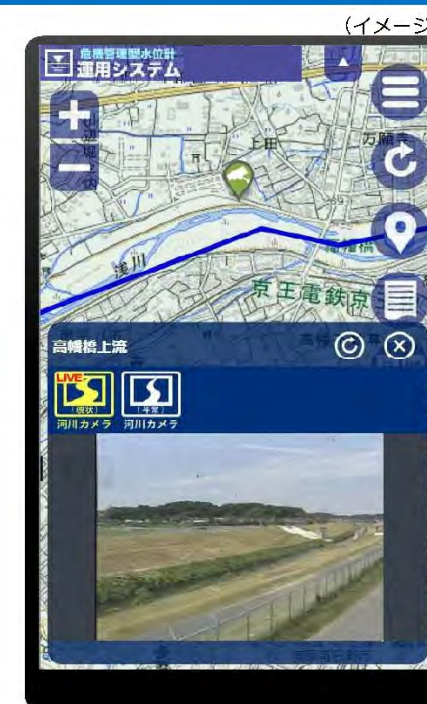 （イメージ
危機管理型水位計
運用システム
上田
万願寺
浅川
京王電鉄京
高幡橋上流
LIVE
（現状）
（平常）
河川カメラ
河川カメラ